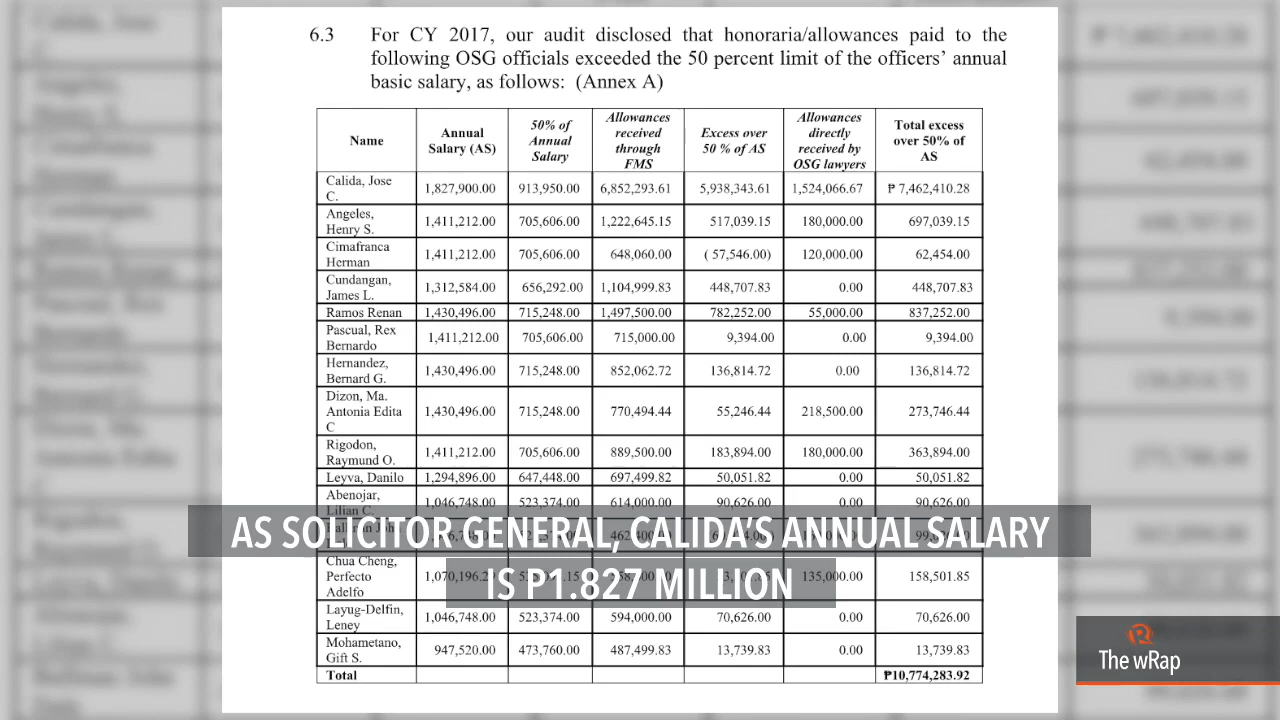 6.3 For CY 2017, our audit disclosed that honoraria/allowances paid to the
following OSG officials exceeded the 50 percent limit of the officers' annual
basic salary, as follows: (Annex A)
Name Annual Salary (AS) 50% of Annual Salary Allowances received through FMS Excess over 50 % of AS Allowances directly received by OSG lawyers Total excess over 50% of AS
Calida, Jose C. 1,827,900.00 913,950.00 6,852,293.61 5,938,343.61 1,524,066.67 ₱ 7,462,410.28
Angeles, Henry S. 1,411,212.00 705,606.00 1,222,645.15 517,039.15 180,000.00 697,039.15
Cimafranca Herman 1,411,212.00 705,606.00 648,060.00 ( 57,546.00) 120,000.00 62,454.00
Cundangan, James L. 1,312,584.00 656,292.00 1,104,999.83 448,707.83 0.00 448,707.83
Ramos Renan 1,430,496.00 715,248.00 1,497,500.00 782,252.00 55,000.00 837,252.00
Pascual, Rex Bernardo 1,411,212.00 705,606.00 715,000.00 9,394.00 0.00 9,394.00
Hernandez, Bernard G. 1,430,496.00 715,248.00 852,062.72 136,814.72 0.00 136,814.72
Dizon, Ma. Antonia Edita C 1,430,496.00 715,248.00 770,494.44 55,246.44 218,500.00 273,746.44
Rigodon, Raymund O. 1,411,212.00 705,606.00 889,500.00 183,894.00 180,000.00 363,894.00
Leyva, Danilo 1,294,896.00 647,448.00 697,499.82 50,051.82 0.00 50,051.82
Abenojar, Lilian C. 1,046,748.00 523,374.00 614,000.00 90,626.00 0.00 90,626.00
AS SOLICITOR GENERAL, CALIDA'S ANNUAL SALARY
IS P1.827 MILLION
Chua Cheng, Perfecto Adelfo 135,000.00 158,501.85
Layug-Delfin, Leney 1,046,748.00 523,374.00 594,000.00 70,626.00 0.00 70,626.00
Mohametano, Gift S. 947,520.00 473,760.00 487,499.83 13,739.83 0.00 13,739.83
Total ₱10,774,283.92
The wRap